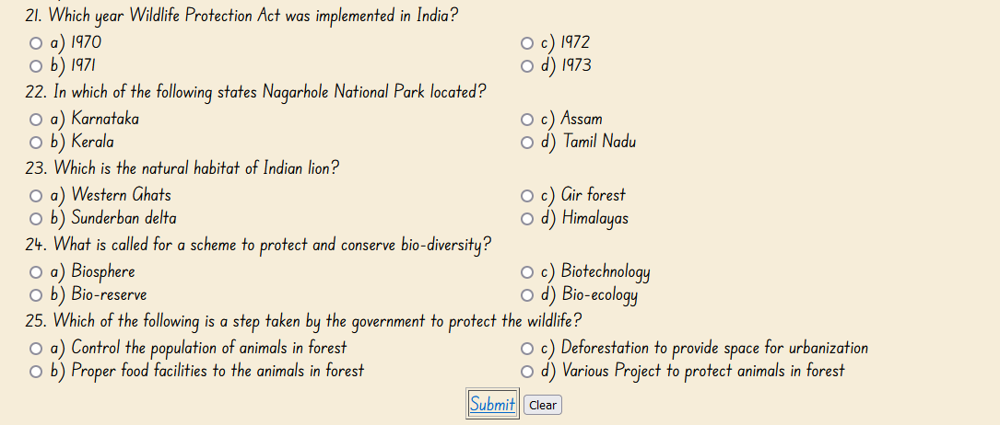 21. Which year Wildlife Protection Act was implemented in India?
a) 1970 c) 1972
b) 1971 d) 1973
22. In which of the following states Nagarhole National Park located?
a) Karnataka c) Assam
b) Kerala d) Tamil Nadu
23. Which is the natural habitat of Indian lion?
a) Western Ghats c) Gir forest
b) Sunderban delta d) Himalayas
24. What is called for a scheme to protect and conserve bio-diversity?
a) Biosphere c) Biotechnology
b) Bio-reserve d) Bio-ecology
25. Which of the following is a step taken by the government to protect the wildlife?
a) Control the population of animals in forest c) Deforestation to provide space for urbanization
b) Proper food facilities to the animals in forest d) Various Project to protect animals in forest
Submit Clear